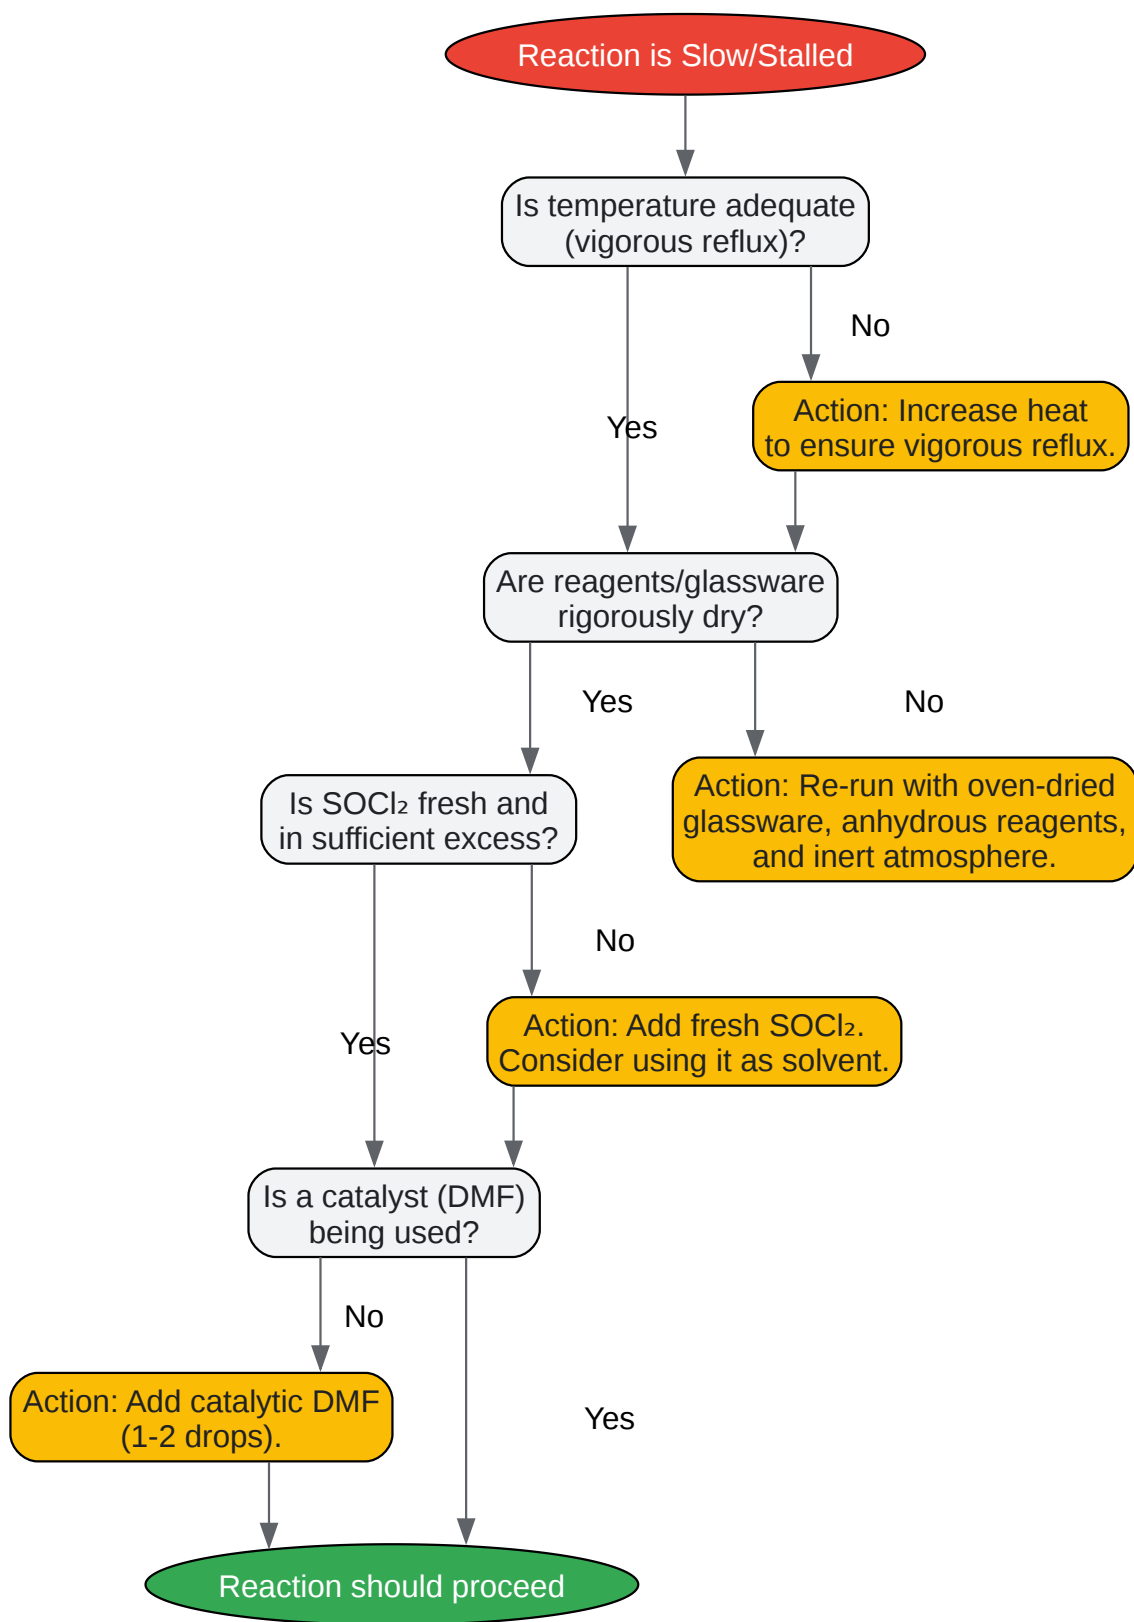 Reaction is Slow/Stalled
Is temperature adequate
(vigorous reflux)?
No
Action: Increase heat
to ensure vigorous reflux.
Yes
Are reagents/glassware
rigorously dry?
Yes
No
Action: Re-run with oven-dried
glassware, anhydrous reagents,
and inert atmosphere.
Is SOCl₂ fresh and
in sufficient excess?
No
Action: Add fresh SOCl₂.
Consider using it as solvent.
Yes
Is a catalyst (DMF)
being used?
No
Action: Add catalytic DMF
(1-2 drops).
Yes
Reaction should proceed